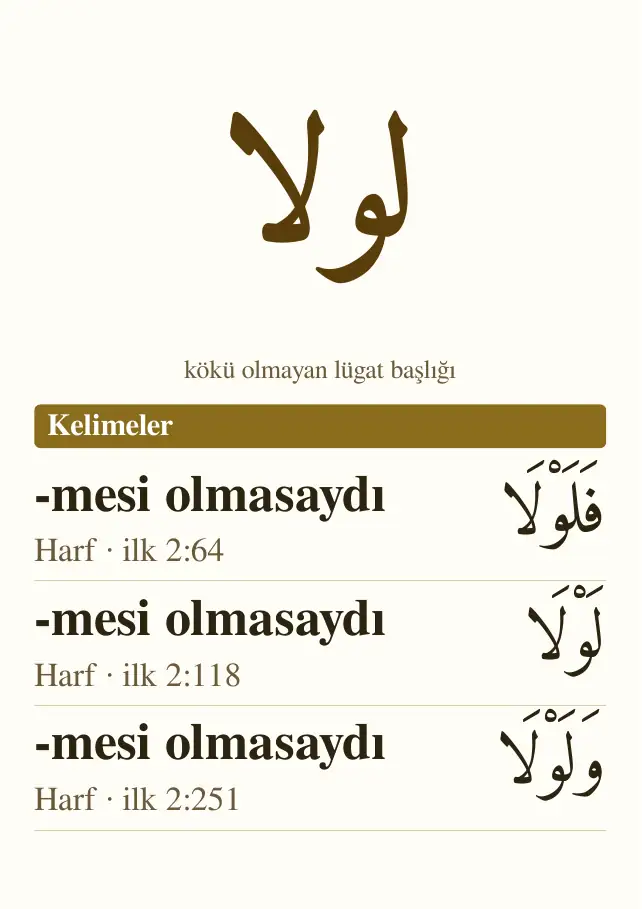 لولا
kökü olmayan lügat başlığı
Kelimeler
-mesi olmasaydı فَلَوْلَا
Harf · ilk 2:64
-mesi olmasaydı لَوْلَا
Harf · ilk 2:118
-mesi olmasaydı وَلَوْلَا
Harf · ilk 2:251